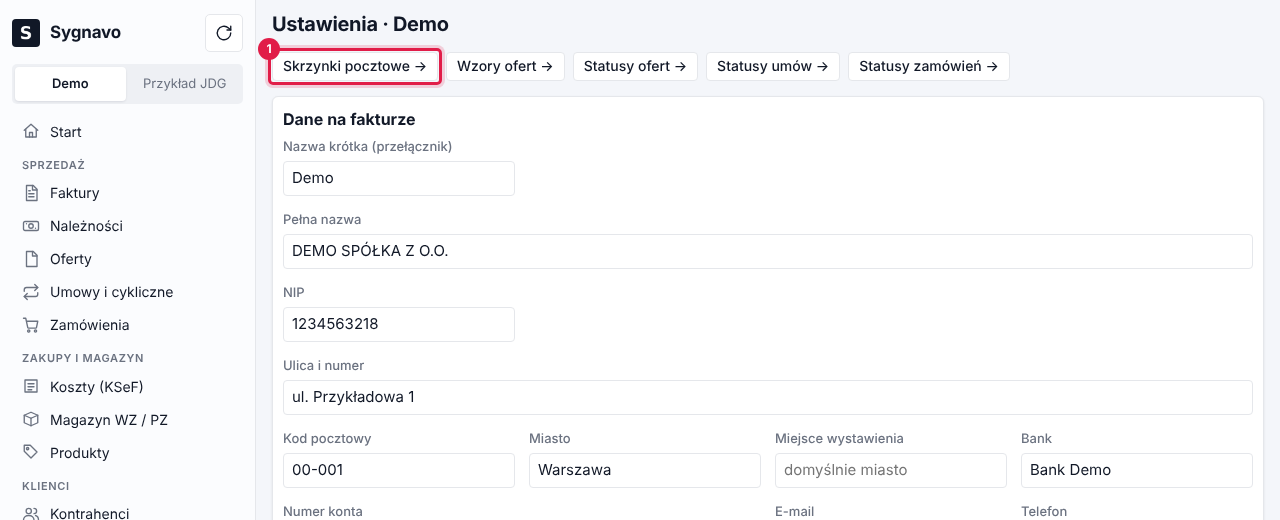 S Sygnavo
Demo Przykład JDG
Start
SPRZEDAŻ
Faktury
Należności
Oferty
Umowy i cykliczne
Zamówienia
ZAKUPY I MAGAZYN
Koszty (KSeF)
Magazyn WZ / PZ
Produkty
KLIENCI
Kontrahenci
Ustawienia · Demo
1
Skrzynki pocztowe → Wzory ofert → Statusy ofert → Statusy umów → Statusy zamówień →
Dane na fakturze
Nazwa krótka (przełącznik)
Demo
Pełna nazwa
DEMO SPÓŁKA Z O.O.
NIP
1234563218
Ulica i numer
ul. Przykładowa 1
Kod pocztowy Miasto Miejsce wystawienia Bank
00-001 Warszawa domyślnie miasto Bank Demo
Numer konta E-mail Telefon